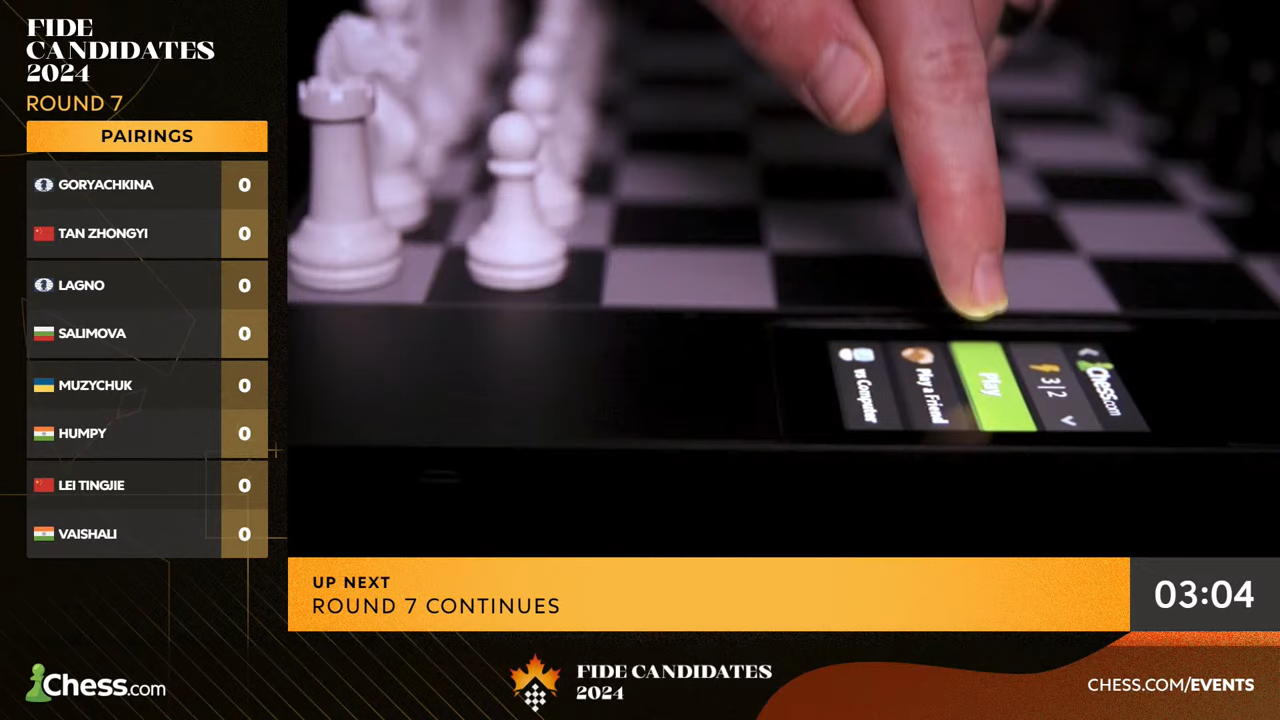 FIDE
CANDIDATES
2024
ROUND 7
PAIRINGS
GORYACHKINA 0
TAN ZHONGYI 0
LAGNO 0
SALIMOVA 0
MUZYCHUK 0
HUMPY 0
LEI TINGJIE 0
VAISHALI 0
Chess.com
3|2
Play
Play a Friend
vs Computer
UP NEXT
ROUND 7 CONTINUES
03:04
Chess.com
FIDE CANDIDATES
2024
CHESS.COM/EVENTS